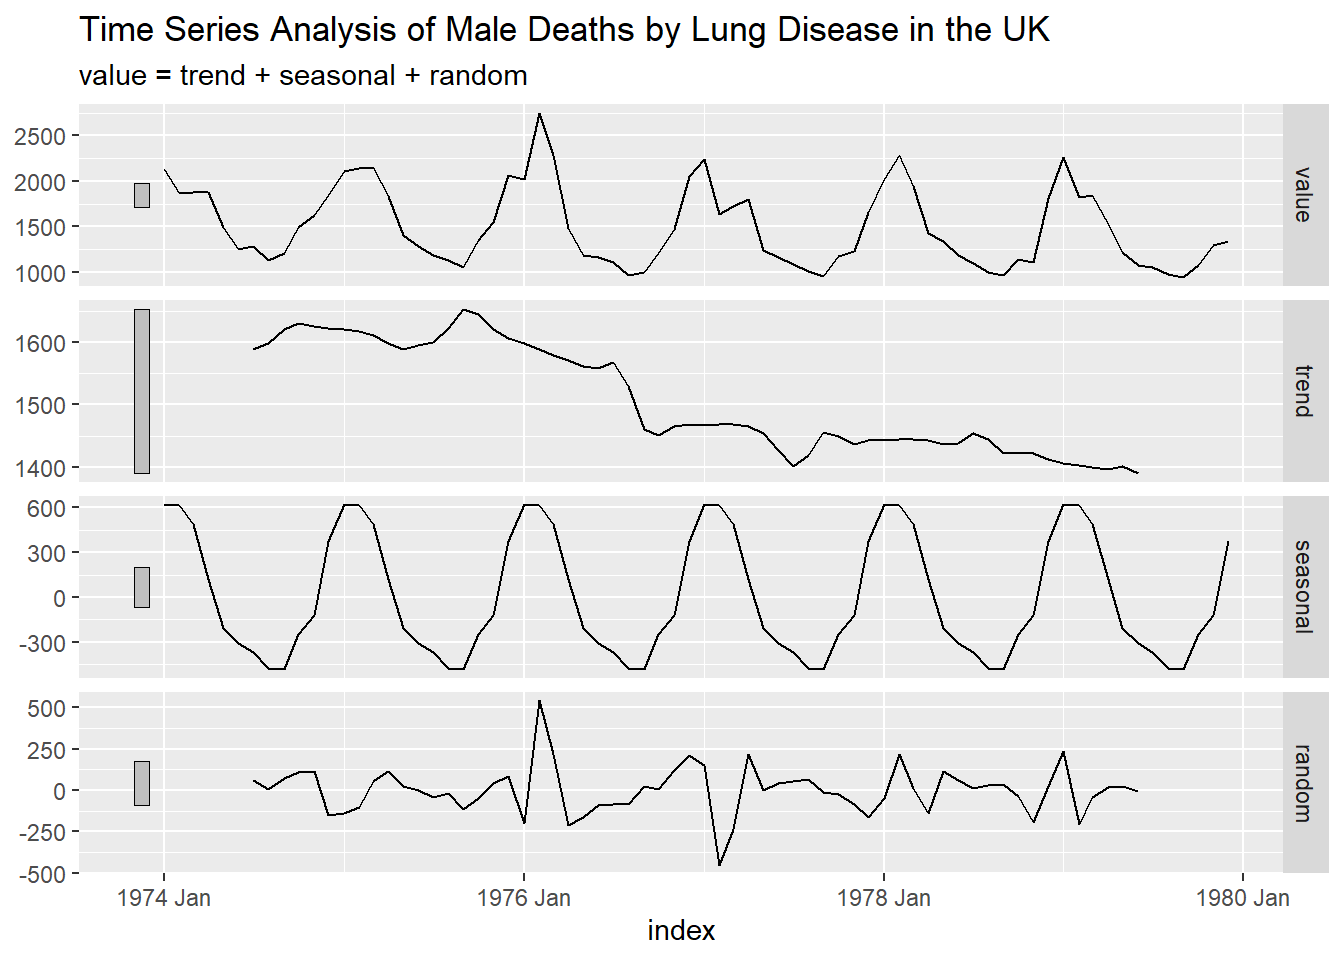 Time Series Analysis of Male Deaths by Lung Disease in the UK
value = trend + seasonal + random
2500
2000
1500
1000
value
1600
1500
1400
trend
600
300
0
-300
seasonal
500
250
0
-250
-500
random
1974 Jan 1976 Jan 1978 Jan 1980 Jan
index